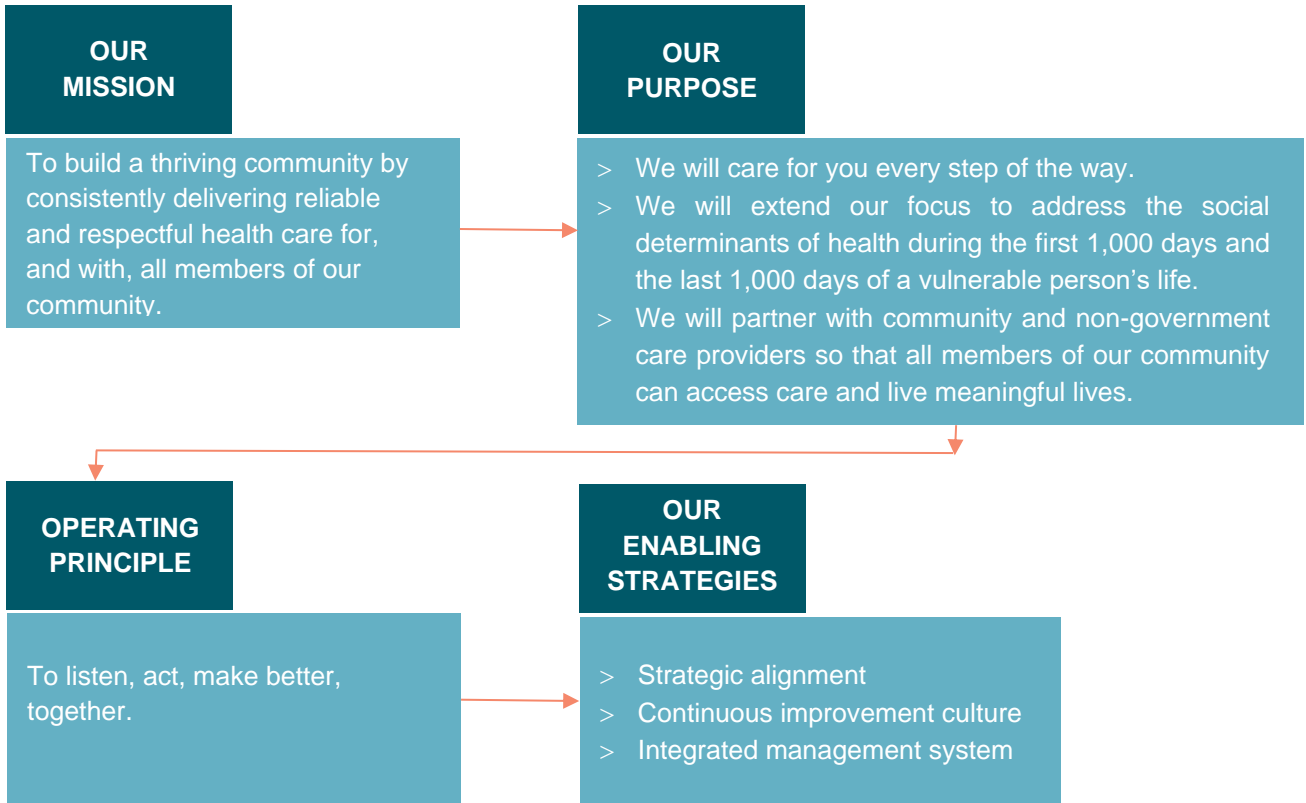 OUR
MISSION
To build a thriving community by
consistently delivering reliable
and respectful health care for,
and with, all members of our
community.
OUR
PURPOSE
> We will care for you every step of the way.
> We will extend our focus to address the social
determinants of health during the first 1,000 days and
the last 1,000 days of a vulnerable person’s life.
> We will partner with community and non-government
care providers so that all members of our community
can access care and live meaningful lives.
OPERATING
PRINCIPLE
To listen, act, make better,
together.
OUR
ENABLING
STRATEGIES
> Strategic alignment
> Continuous improvement culture
> Integrated management system